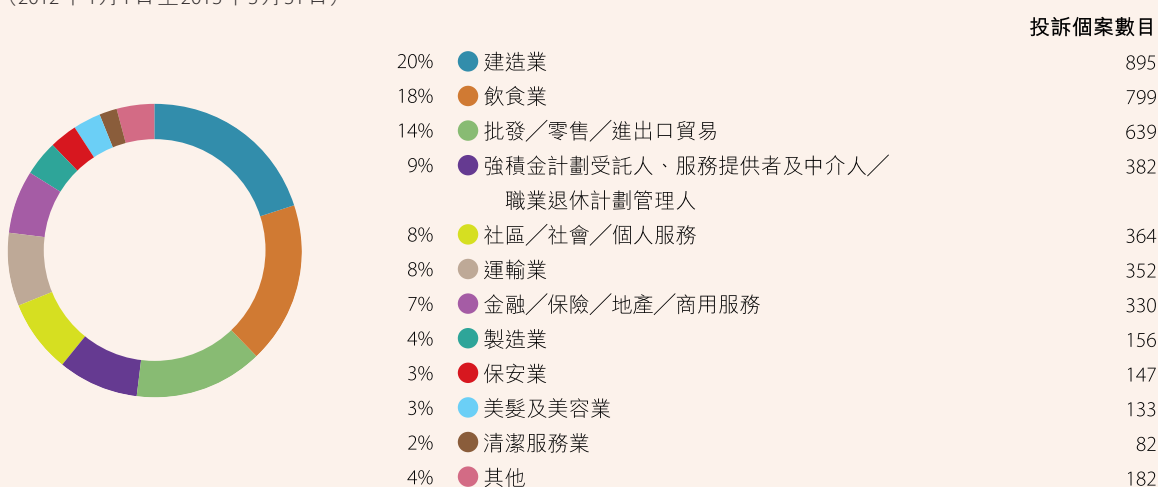 投訴個案數目
20% 建造業 895
18% 飲食業 799
14% 批發／零售／進出口貿易 639
9% 強積金計劃受託人、服務提供者及中介人／ 382
職業退休計劃管理人
8% 社區／社會／個人服務 364
8% 運輸業 352
7% 金融／保險／地產／商用服務 330
4% 製造業 156
3% 保安業 147
3% 美髮及美容業 133
2% 清潔服務業 82
4% 其他 182